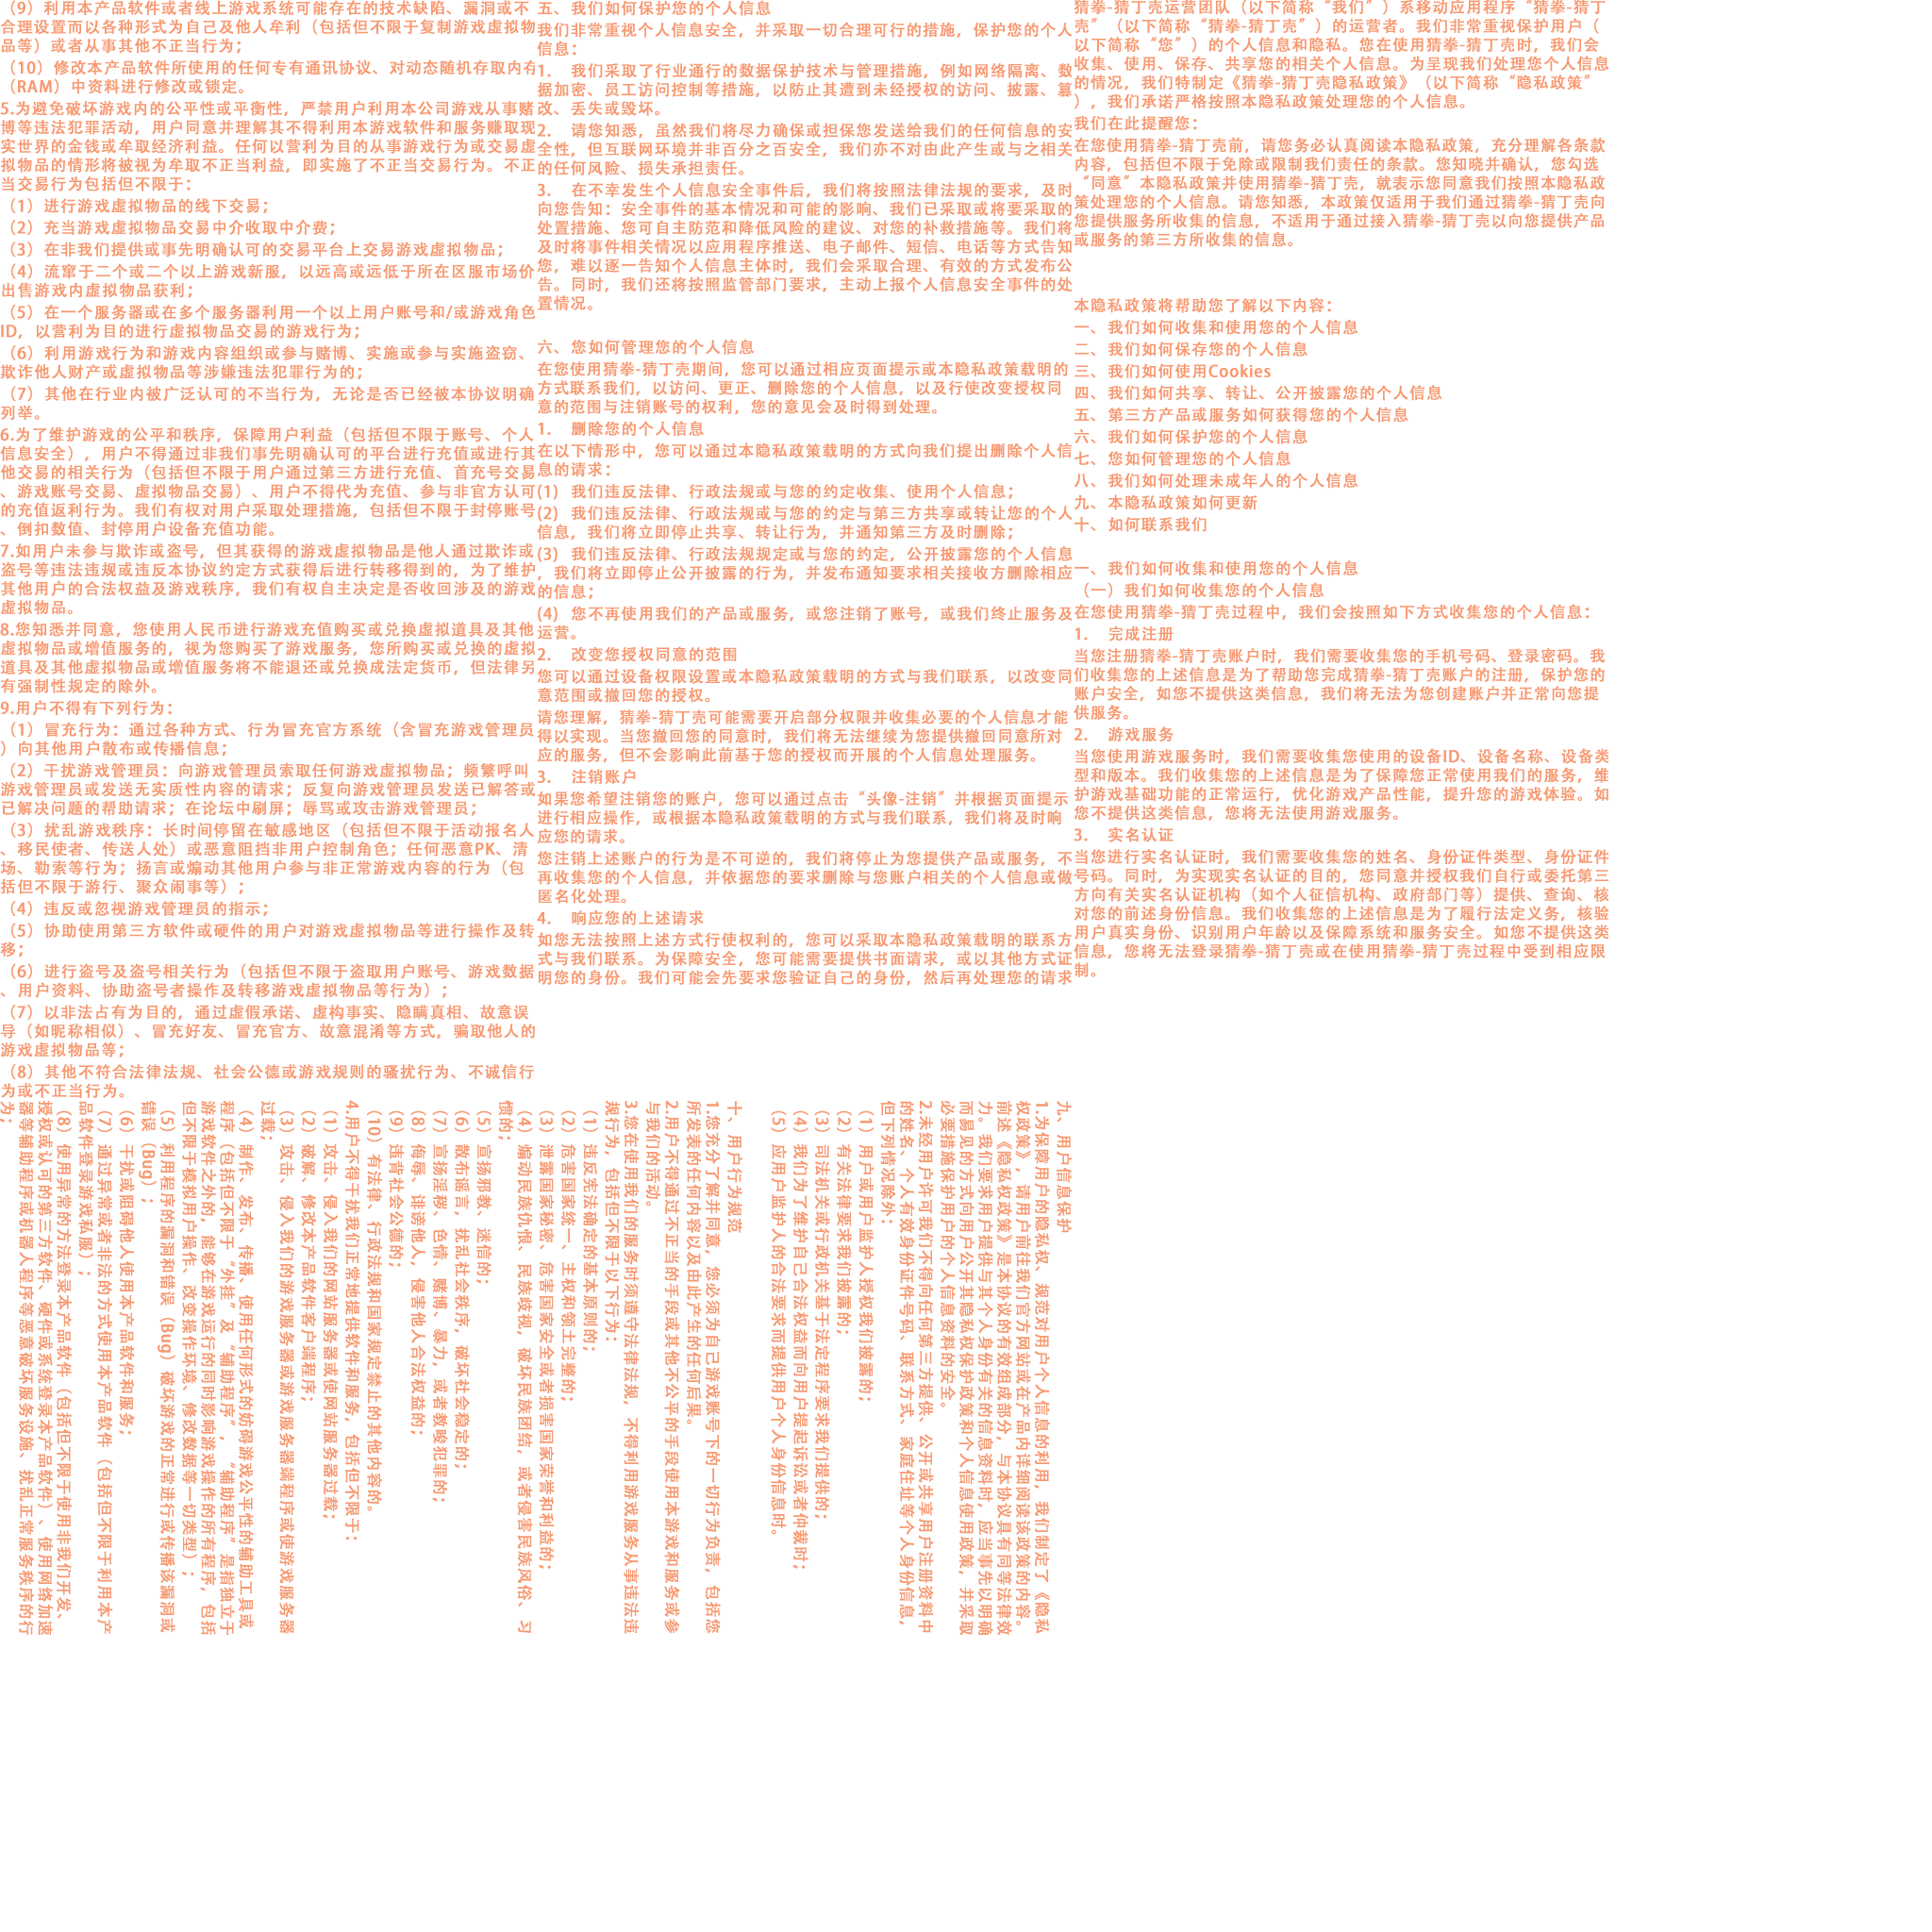 （9）利用本产品软件或者线上游戏系统可能存在的技术缺陷、漏洞或不
合理设置而以各种形式为自己及他人牟利（包括但不限于复制游戏虚拟物
品等）或者从事其他不正当行为；
（10）修改本产品软件所使用的任何专有通讯协议、对动态随机存取内存
（RAM）中资料进行修改或锁定。
5.为避免破坏游戏内的公平性或平衡性，严禁用户利用本公司游戏从事赌
博等违法犯罪活动，用户同意并理解其不得利用本游戏软件和服务赚取现
实世界的金钱或牟取经济利益。任何以营利为目的从事游戏行为或交易虚
拟物品的情形将被视为牟取不正当利益，即实施了不正当交易行为。不正
当交易行为包括但不限于：
（1）进行游戏虚拟物品的线下交易；
（2）充当游戏虚拟物品交易中介收取中介费；
（3）在非我们提供或事先明确认可的交易平台上交易游戏虚拟物品；
（4）流窜于二个或二个以上游戏新服，以远高或远低于所在区服市场价
出售游戏内虚拟物品获利；
（5）在一个服务器或在多个服务器利用一个以上用户账号和/或游戏角色
ID，以营利为目的进行虚拟物品交易的游戏行为；
（6）利用游戏行为和游戏内容组织或参与赌博、实施或参与实施盗窃、
欺诈他人财产或虚拟物品等涉嫌违法犯罪行为的；
（7）其他在行业内被广泛认可的不当行为，无论是否已经被本协议明确
列举。
6.为了维护游戏的公平和秩序，保障用户利益（包括但不限于账号、个人
信息安全），用户不得通过非我们事先明确认可的平台进行充值或进行其
他交易的相关行为（包括但不限于用户通过第三方进行充值、首充号交易
、游戏账号交易、虚拟物品交易）、用户不得代为充值、参与非官方认可
的充值返利行为。我们有权对用户采取处理措施，包括但不限于封停账号
、倒扣数值、封停用户设备充值功能。
7.如用户未参与欺诈或盗号，但其获得的游戏虚拟物品是他人通过欺诈或
盗号等违法违规或违反本协议约定方式获得后进行转移得到的，为了维护
其他用户的合法权益及游戏秩序，我们有权自主决定是否收回涉及的游戏
虚拟物品。
8.您知悉并同意，您使用人民币进行游戏充值购买或兑换虚拟道具及其他
虚拟物品或增值服务的，视为您购买了游戏服务，您所购买或兑换的虚拟
道具及其他虚拟物品或增值服务将不能退还或兑换成法定货币，但法律另
有强制性规定的除外。
9.用户不得有下列行为：
（1）冒充行为：通过各种方式、行为冒充官方系统（含冒充游戏管理员
）向其他用户散布或传播信息；
（2）干扰游戏管理员：向游戏管理员索取任何游戏虚拟物品；频繁呼叫
游戏管理员或发送无实质性内容的请求；反复向游戏管理员发送已解答或
已解决问题的帮助请求；在论坛中刷屏；辱骂或攻击游戏管理员；
（3）扰乱游戏秩序：长时间停留在敏感地区（包括但不限于活动报名人
、移民使者、传送人处）或恶意阻挡非用户控制角色；任何恶意PK、清
场、勒索等行为；扬言或煽动其他用户参与非正常游戏内容的行为（包
括但不限于游行、聚众闹事等）；
（4）违反或忽视游戏管理员的指示；
（5）协助使用第三方软件或硬件的用户对游戏虚拟物品等进行操作及转
移；
（6）进行盗号及盗号相关行为（包括但不限于盗取用户账号、游戏数据
、用户资料、协助盗号者操作及转移游戏虚拟物品等行为）；
（7）以非法占有为目的，通过虚假承诺、虚构事实、隐瞒真相、故意误
导（如昵称相似）、冒充好友、冒充官方、故意混淆等方式，骗取他人的
游戏虚拟物品等；
（8）其他不符合法律法规、社会公德或游戏规则的骚扰行为、不诚信行
为或不正当行为。
五、我们如何保护您的个人信息
我们非常重视个人信息安全，并采取一切合理可行的措施，保护您的个人
信息：
1. 我们采取了行业通行的数据保护技术与管理措施，例如网络隔离、数
据加密、员工访问控制等措施，以防止其遭到未经授权的访问、披露、篡
改、丢失或毁坏。
2. 请您知悉，虽然我们将尽力确保或担保您发送给我们的任何信息的安
全性，但互联网环境并非百分之百安全，我们亦不对由此产生或与之相关
的任何风险、损失承担责任。
3. 在不幸发生个人信息安全事件后，我们将按照法律法规的要求，及时
向您告知：安全事件的基本情况和可能的影响、我们已采取或将要采取的
处置措施、您可自主防范和降低风险的建议、对您的补救措施等。我们将
及时将事件相关情况以应用程序推送、电子邮件、短信、电话等方式告知
您，难以逐一告知个人信息主体时，我们会采取合理、有效的方式发布公
告。同时，我们还将按照监管部门要求，主动上报个人信息安全事件的处
置情况。
六、您如何管理您的个人信息
在您使用猜拳-猜丁壳期间，您可以通过相应页面提示或本隐私政策载明的
方式联系我们，以访问、更正、删除您的个人信息，以及行使改变授权同
意的范围与注销账号的权利，您的意见会及时得到处理。
1. 删除您的个人信息
在以下情形中，您可以通过本隐私政策载明的方式向我们提出删除个人信
息的请求：
(1) 我们违反法律、行政法规或与您的约定收集、使用个人信息；
(2) 我们违反法律、行政法规或与您的约定与第三方共享或转让您的个人
信息，我们将立即停止共享、转让行为，并通知第三方及时删除；
(3) 我们违反法律、行政法规规定或与您的约定，公开披露您的个人信息
，我们将立即停止公开披露的行为，并发布通知要求相关接收方删除相应
的信息；
(4) 您不再使用我们的产品或服务，或您注销了账号，或我们终止服务及
运营。
2. 改变您授权同意的范围
您可以通过设备权限设置或本隐私政策载明的方式与我们联系，以改变同
意范围或撤回您的授权。
请您理解，猜拳-猜丁壳可能需要开启部分权限并收集必要的个人信息才能
得以实现。当您撤回您的同意时，我们将无法继续为您提供撤回同意所对
应的服务，但不会影响此前基于您的授权而开展的个人信息处理服务。
3. 注销账户
如果您希望注销您的账户，您可以通过点击“头像-注销”并根据页面提示
进行相应操作，或根据本隐私政策载明的方式与我们联系，我们将及时响
应您的请求。
您注销上述账户的行为是不可逆的，我们将停止为您提供产品或服务，不
再收集您的个人信息，并依据您的要求删除与您账户相关的个人信息或做
匿名化处理。
4. 响应您的上述请求
如您无法按照上述方式行使权利的，您可以采取本隐私政策载明的联系方
式与我们联系。为保障安全，您可能需要提供书面请求，或以其他方式证
明您的身份。我们可能会先要求您验证自己的身份，然后再处理您的请求
猜拳-猜丁壳运营团队（以下简称“我们”）系移动应用程序“猜拳-猜丁
壳”（以下简称“猜拳-猜丁壳”）的运营者。我们非常重视保护用户（
以下简称“您”）的个人信息和隐私。您在使用猜拳-猜丁壳时，我们会
收集、使用、保存、共享您的相关个人信息。为呈现我们处理您个人信息
的情况，我们特制定《猜拳-猜丁壳隐私政策》（以下简称“隐私政策”
），我们承诺严格按照本隐私政策处理您的个人信息。
我们在此提醒您：
在您使用猜拳-猜丁壳前，请您务必认真阅读本隐私政策，充分理解各条款
内容，包括但不限于免除或限制我们责任的条款。您知晓并确认，您勾选
“同意”本隐私政策并使用猜拳-猜丁壳，就表示您同意我们按照本隐私政
策处理您的个人信息。请您知悉，本政策仅适用于我们通过猜拳-猜丁壳向
您提供服务所收集的信息，不适用于通过接入猜拳-猜丁壳以向您提供产品
或服务的第三方所收集的信息。
本隐私政策将帮助您了解以下内容：
一、我们如何收集和使用您的个人信息
二、我们如何保存您的个人信息
三、我们如何使用Cookies
四、我们如何共享、转让、公开披露您的个人信息
五、第三方产品或服务如何获得您的个人信息
六、我们如何保护您的个人信息
七、您如何管理您的个人信息
八、我们如何处理未成年人的个人信息
九、本隐私政策如何更新
十、如何联系我们
一、我们如何收集和使用您的个人信息
（一）我们如何收集您的个人信息
在您使用猜拳-猜丁壳过程中，我们会按照如下方式收集您的个人信息：
1. 完成注册
当您注册猜拳-猜丁壳账户时，我们需要收集您的手机号码、登录密码。我
们收集您的上述信息是为了帮助您完成猜拳-猜丁壳账户的注册，保护您的
账户安全，如您不提供这类信息，我们将无法为您创建账户并正常向您提
供服务。
2. 游戏服务
当您使用游戏服务时，我们需要收集您使用的设备ID、设备名称、设备类
型和版本。我们收集您的上述信息是为了保障您正常使用我们的服务，维
护游戏基础功能的正常运行，优化游戏产品性能，提升您的游戏体验。如
您不提供这类信息，您将无法使用游戏服务。
3. 实名认证
当您进行实名认证时，我们需要收集您的姓名、身份证件类型、身份证件
号码。同时，为实现实名认证的目的，您同意并授权我们自行或委托第三
方向有关实名认证机构（如个人征信机构、政府部门等）提供、查询、核
对您的前述身份信息。我们收集您的上述信息是为了履行法定义务，核验
用户真实身份、识别用户年龄以及保障系统和服务安全。如您不提供这类
信息，您将无法登录猜拳-猜丁壳或在使用猜拳-猜丁壳过程中受到相应限
制。
九、用户信息保护
1.为保障用户的隐私权、规范对用户个人信息的利用，我们制定了《隐私
权政策》，请用户前往我们官方网站或在产品内详细阅读该政策的内容。
前述《隐私权政策》是本协议的有效组成部分，与本协议具有同等法律效
力。我们要求用户提供与其个人身份有关的信息资料时，应当事先以明确
而易见的方式向用户公开其隐私权保护政策和个人信息使用政策，并采取
必要措施保护用户的个人信息资料的安全。
2.未经用户许可我们不得向任何第三方提供、公开或共享用户注册资料中
的姓名、个人有效身份证件号码、联系方式、家庭住址等个人身份信息，
但下列情况除外：
（1）用户或用户监护人授权我们披露的；
（2）有关法律要求我们披露的；
（3）司法机关或行政机关基于法定程序要求我们提供的；
（4）我们为了维护自己合法权益而向用户提起诉讼或者仲裁时；
（5）应用户监护人的合法要求而提供用户个人身份信息时。
十、用户行为规范
1.您充分了解并同意，您必须为自己游戏账号下的一切行为负责，包括您
所发表的任何内容以及由此产生的任何后果。
2.用户不得通过不正当的手段或其他不公平的手段使用本游戏和服务或参
与我们的活动。
3.您在使用我们的服务时须遵守法律法规，不得利用游戏服务从事违法违
规行为，包括但不限于以下行为：
（1）违反宪法确定的基本原则的；
（2）危害国家统一、主权和领土完整的；
（3）泄露国家秘密、危害国家安全或者损害国家荣誉和利益的；
（4）煽动民族仇恨、民族歧视，破坏民族团结，或者侵害民族风俗、习
惯的；
（5）宣扬邪教、迷信的；
（6）散布谣言，扰乱社会秩序，破坏社会稳定的；
（7）宣扬淫秽、色情、赌博、暴力，或者教唆犯罪的；
（8）侮辱、诽谤他人，侵害他人合法权益的；
（9）违背社会公德的；
（10）有法律、行政法规和国家规定禁止的其他内容的。
4.用户不得干扰我们正常地提供软件和服务，包括但不限于：
（1）攻击、侵入我们的网站服务器或使网站服务器过载；
（2）破解、修改本产品软件客户端程序；
（3）攻击、侵入我们的游戏服务器或游戏服务器端程序或使游戏服务器
过载；
（4）制作、发布、传播、使用任何形式的妨碍游戏公平性的辅助工具或
程序（包括但不限于“外挂”及“辅助程序”，“辅助程序”是指独立于
游戏软件之外的，能够在游戏运行的同时影响游戏操作的所有程序，包括
但不限于模拟用户操作、改变操作环境、修改数据等一切类型）；
（5）利用程序的漏洞和错误（Bug）破坏游戏的正常进行或传播该漏洞或
错误（Bug）；
（6）干扰或阻碍他人使用本产品软件和服务；
（7）通过异常或者非法的方式使用本产品软件（包括但不限于利用本产
品软件登录游戏私服）；
（8）使用异常的方法登录本产品软件（包括但不限于使用非我们开发、
授权或认可的第三方软件、硬件或系统登录本产品软件）、使用网络加速
器等辅助程序或机器人程序等恶意破坏服务设施、扰乱正常服务秩序的行
为；